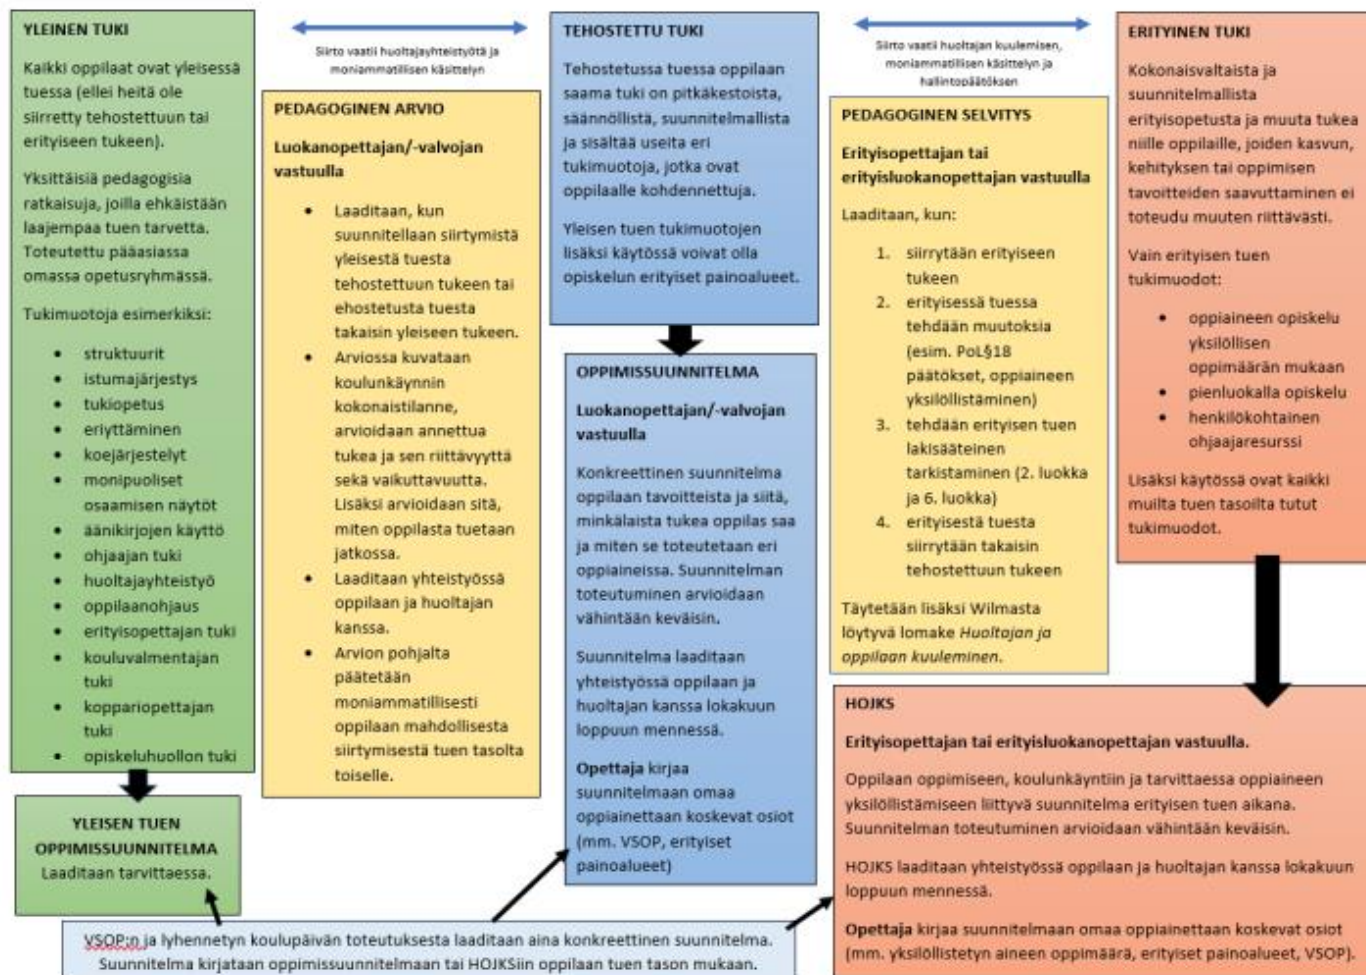 YLEINEN TUKI
Kaikki oppilaat ovat yleisessä
tuessa (ellei heitä ole
siirretty tehostettuun tai
erityiseen tukeen).
Yksittäisiä pedagogisia
ratkaisuja, joilla ehkäistään
laajempaa tuen tarvetta.
Toteutettu pääasiassa
omassa opetusryhmässä.
Tukimuotoja esimerkiksi:
• struktuurit
• istumajärjestys
• tukiopetus
• eriyttäminen
• koejärjestelyt
• monipuoliset
osaamisen näytöt
• äänikirjojen käyttö
• ohjaajan tuki
• huoltajayhteistyö
• oppilaanohjaus
• erityisopettajan tuki
• kouluvalmentajan
tuki
• koppariopettajan
tuki
• opiskeluhuollon tuki
YLEISEN TUEN
OPPIMISSUUNNITELMA
Laaditaan tarvittaessa.
Siirto vaatii huoltajayhteistyötä ja
moniammatillisen käsittelyn
PEDAGOGINEN ARVIO
Luokanopettajan/-valvojan
vastuulla
• Laaditaan, kun
suunnitellaan siirtymistä
yleisestä tuesta
tehostettuun tukeen tai
ehostetusta tuesta
takaisin yleiseen tukeen.
• Arviossa kuvataan
koulunkäynnin
kokonaistilanne,
arvioidaan annettua
tukea ja sen riittävyyttä
sekä vaikuttavuutta.
Lisäksi arvioidaan sitä,
miten oppilasta tuetaan
jatkossa.
• Laaditaan yhteistyössä
oppilaan ja huoltajan
kanssa.
• Arvion pohjalta
päätetään
moniammatillisesti
oppilaan mahdollisesta
siirtymisestä tuen tasolta
toiselle.
TEHOSTETTU TUKI
Tehostetussa tuessa oppilaan
saama tuki on pitkäkestoista,
säännöllistä, suunnitelmallista
ja sisältää useita eri
tukimuotoja, jotka ovat
oppilaalle kohdennettuja.
Yleisen tuen tukimuotojen
lisäksi käytössä voivat olla
opiskelun erityiset painoalueet.
OPPIMISSUUNNITELMA
Luokanopettajan/-valvojan
vastuulla
Konkreettinen suunnitelma
oppilaan tavoitteista ja siitä,
minkälaista tukea oppilas saa
ja miten se toteutetaan eri
oppiaineissa. Suunnitelman
toteutuminen arvioidaan
vähintään keväisin.
Suunnitelma laaditaan
yhteistyössä oppilaan ja
huoltajan kanssa lokakuun
loppuun mennessä.
Opettaja kirjaa
suunnitelmaan omaa
oppiainettaan koskevat osiot
(mm. VSOP, erityiset
painoalueet)
Siirto vaatii huoltajan kuulemisen,
moniammatillisen käsittelyn ja
hallintopäätöksen
PEDAGOGINEN SELVITYS
Erityisopettajan tai
erityisluokanopettajan vastuulla
Laaditaan, kun:
1. siirrytään erityiseen
tukeen
2. erityisessä tuessa
tehdään muutoksia
(esim. PoL§18
päätökset, oppiaineen
yksilöllistäminen)
3. tehdään erityisen tuen
lakisääteinen
tarkistaminen (2. luokka
ja 6. luokka)
4. erityisestä tuesta
siirrytään takaisin
tehostettuun tukeen
Täytetään lisäksi Wilmasta
löytyvä lomake Huoltajan ja
oppilaan kuuleminen.
ERITYINEN TUKI
Kokonaisvaltaista ja
suunnitelmallista
erityisopetusta ja muuta tukea
niille oppilaille, joiden kasvun,
kehityksen tai oppimisen
tavoitteiden saavuttaminen ei
toteudu muuten riittävästi.
Vain erityisen tuen
tukimuodot:
• oppiaineen opiskelu
yksilöllisen
oppimäärän mukaan
• pienluokalla opiskelu
• henkilökohtainen
ohjaajaresurssi
Lisäksi käytössä ovat kaikki
muilta tuen tasoilta tutut
tukimuodot.
HOJKS
Erityisopettajan tai erityisluokanopettajan vastuulla.
Oppilaan oppimiseen, koulunkäyntiin ja tarvittaessa oppiaineen
yksilöllistämiseen liittyvä suunnitelma erityisen tuen aikana.
Suunnitelman toteutuminen arvioidaan vähintään keväisin.
HOJKS laaditaan yhteistyössä oppilaan ja huoltajan kanssa lokakuun
loppuun mennessä.
Opettaja kirjaa suunnitelmaan omaa oppiainettaan koskevat osiot
(mm. yksilöllistetyn aineen oppimäärä, erityiset painoalueet, VSOP).
VSOP:n ja lyhennetyn koulupäivän toteutuksesta laaditaan aina konkreettinen suunnitelma.
Suunnitelma kirjataan oppimissuunnitelmaan tai HOJKSiin oppilaan tuen tason mukaan.